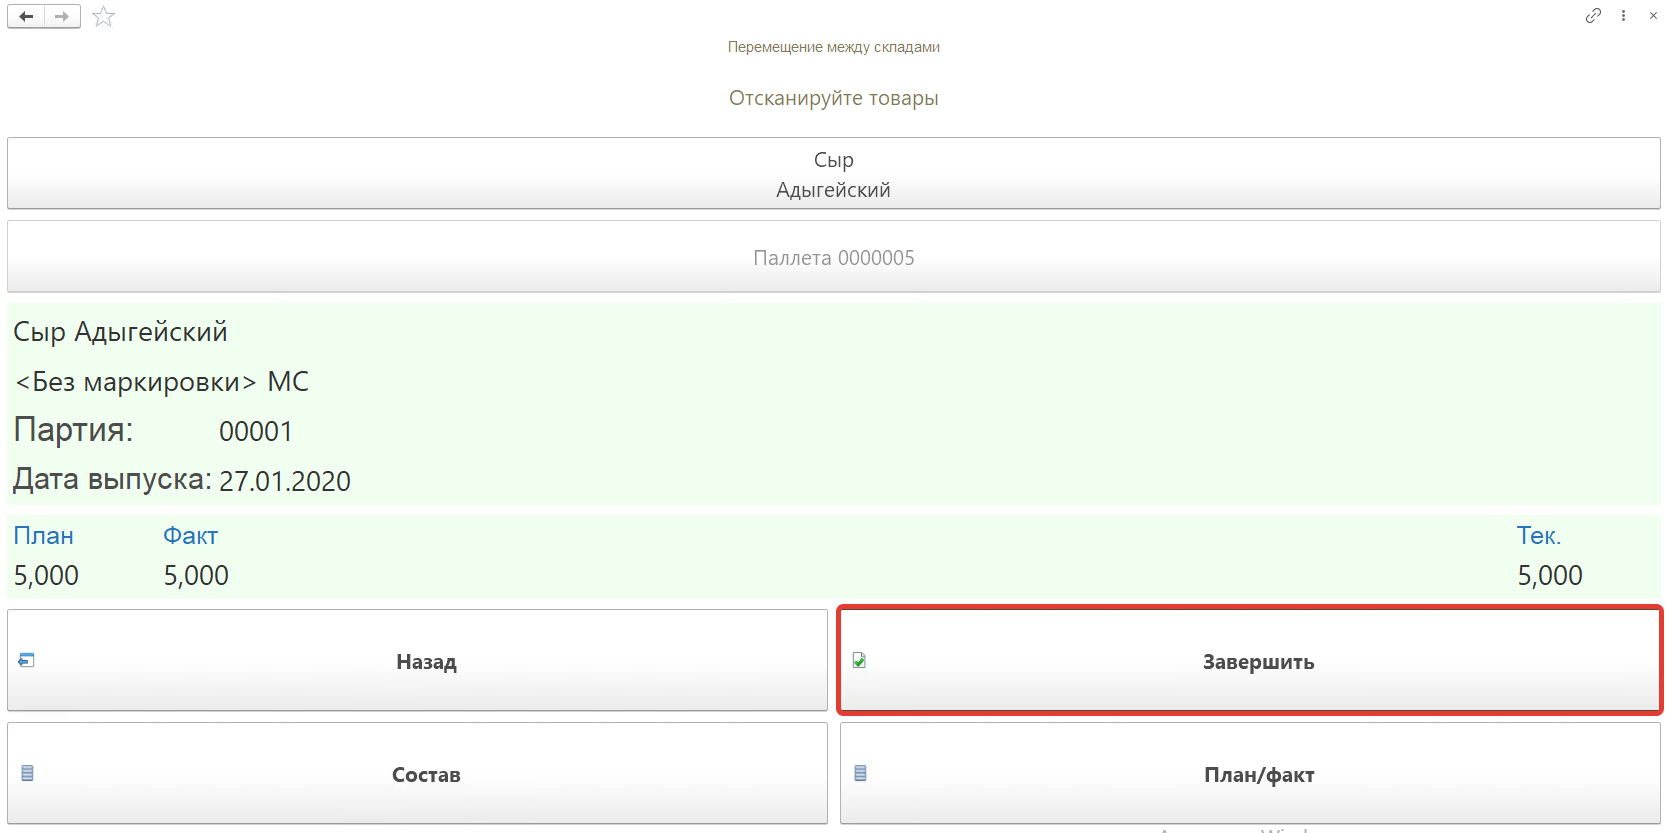 Перемещение между складами
Отсканируйте товары
Сыр
Адыгейский
Паллета 0000005
Сыр Адыгейский
<Без маркировки> МС
Партия: 00001
Дата выпуска: 27.01.2020
План Факт Тек.
5,000 5,000 5,000
Назад Завершить
Состав План/факт